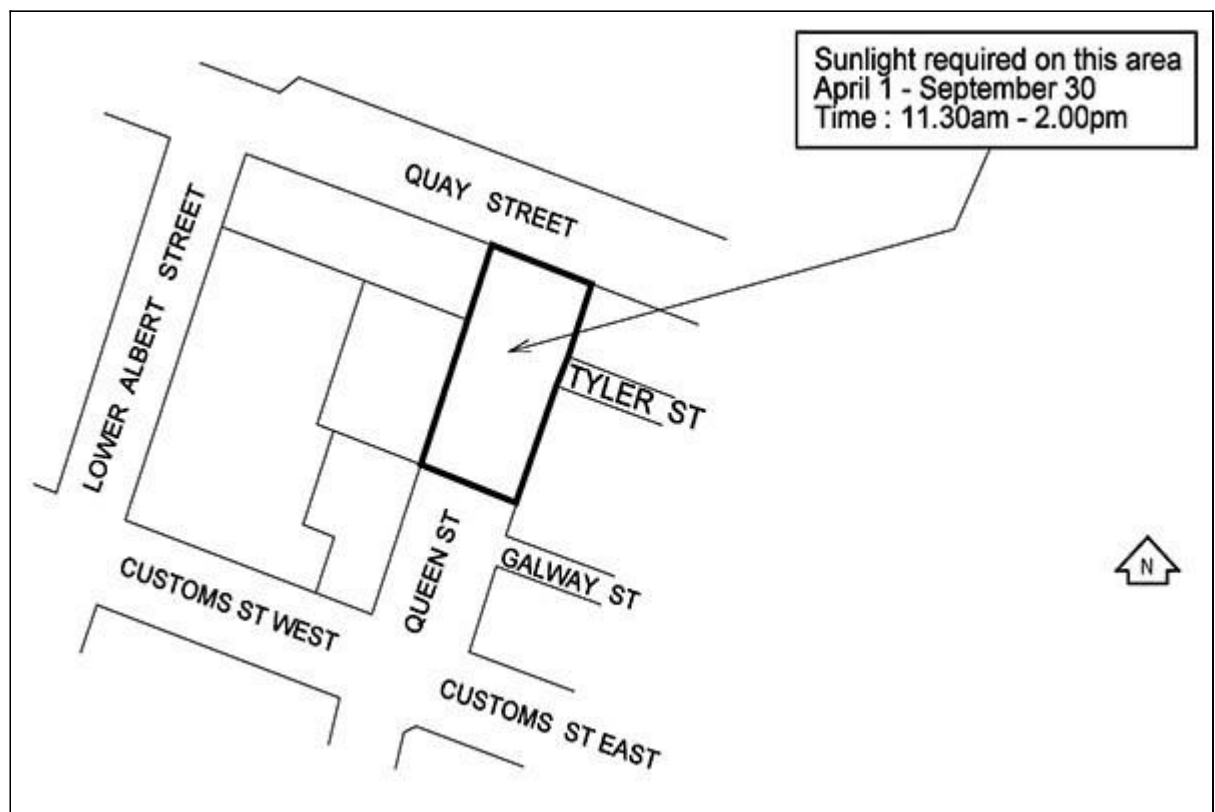 Sunlight required on this area
April 1 - September 30
Time : 11.30am - 2.00pm
QUAY STREET
LOWER ALBERT STREET
TYLER ST
QUEEN ST
GALWAY ST
N
CUSTOMS ST WEST
CUSTOMS ST EAST